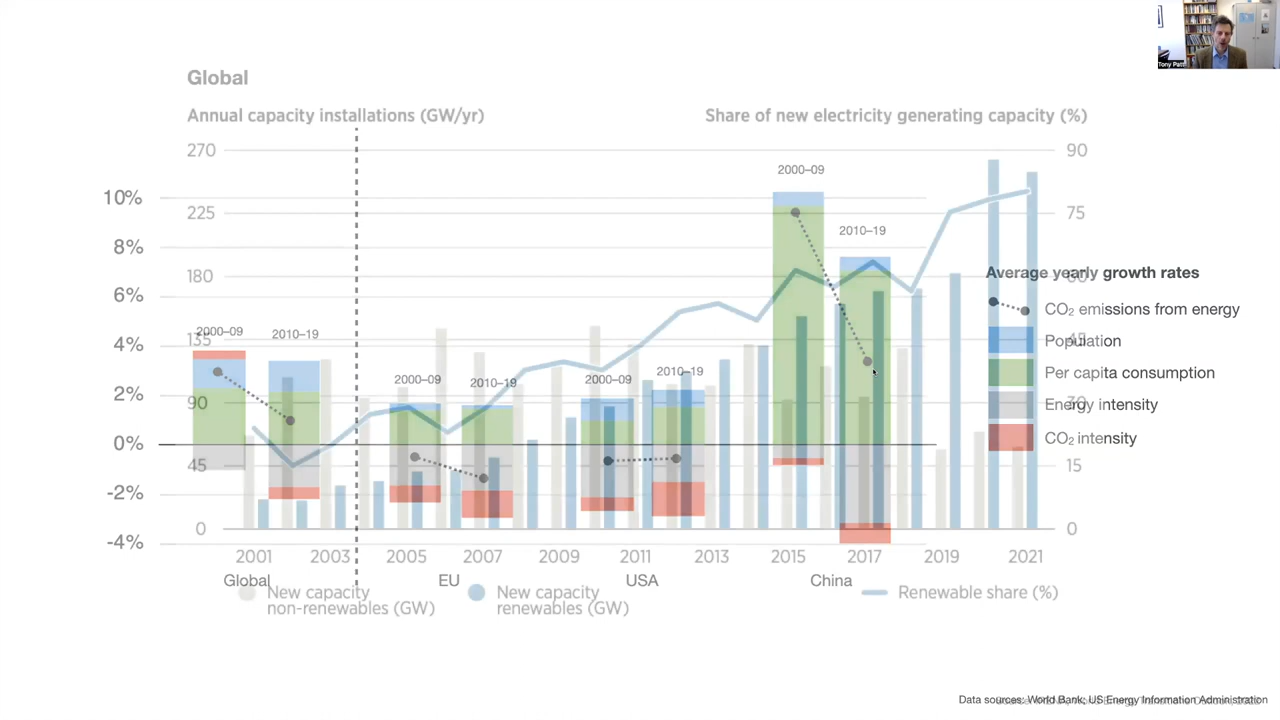 Tony Patt
Global
Annual capacity installations (GW/yr)
Share of new electricity generating capacity (%)
270
90
2000–09
10%
225
75
2010–19
8%
180
Average yearly growth rates
6%
CO₂ emissions from energy
2000–09
2010–19
135
45
Population
4%
2000–09
2010–19
2000–09
2010–19
Per capita consumption
2%
90
30
Energy intensity
0%
CO₂ intensity
45
15
-2%
0
0
-4%
2001
2003
2005
2007
2009
2011
2013
2015
2017
2019
2021
Global
EU
USA
China
New capacity
non-renewables (GW)
New capacity
renewables (GW)
Renewable share (%)
Data sources: World Bank; US Energy Information Administration